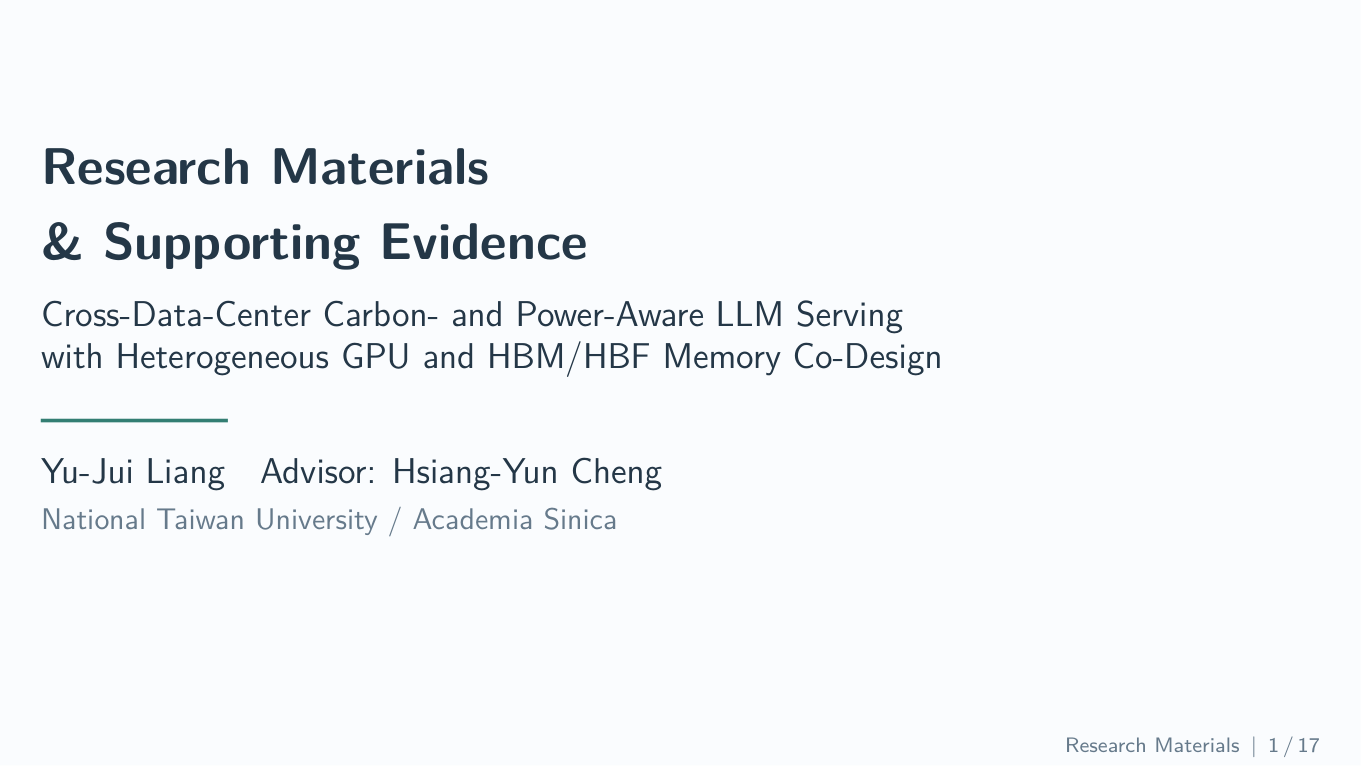 Research Materials
& Supporting Evidence
Cross-Data-Center Carbon- and Power-Aware LLM Serving
with Heterogeneous GPU and HBM/HBF Memory Co-Design
Yu-Jui Liang Advisor: Hsiang-Yun Cheng
National Taiwan University / Academia Sinica
Research Materials | 1 / 17